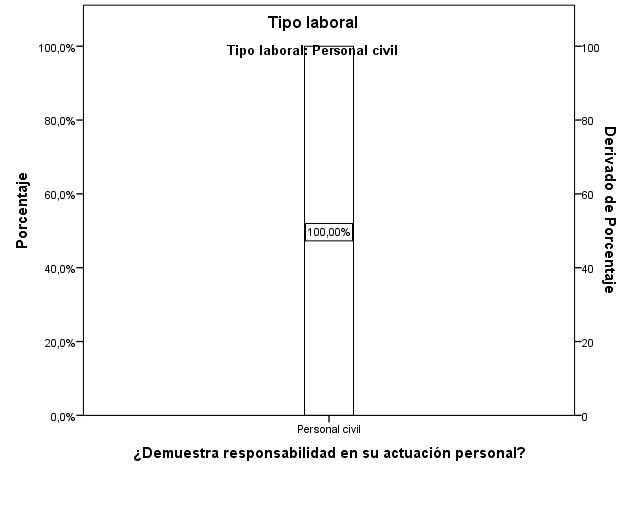 Tipo laboral
Tipo laboral: Personal civil
100,0%
80,0%
60,0%
40,0%
20,0%
0,0%
Porcentaje
100,00%
100
80
60
40
20
0
Derivado de Porcentaje
Personal civil
¿Demuestra responsabilidad en su actuación personal?